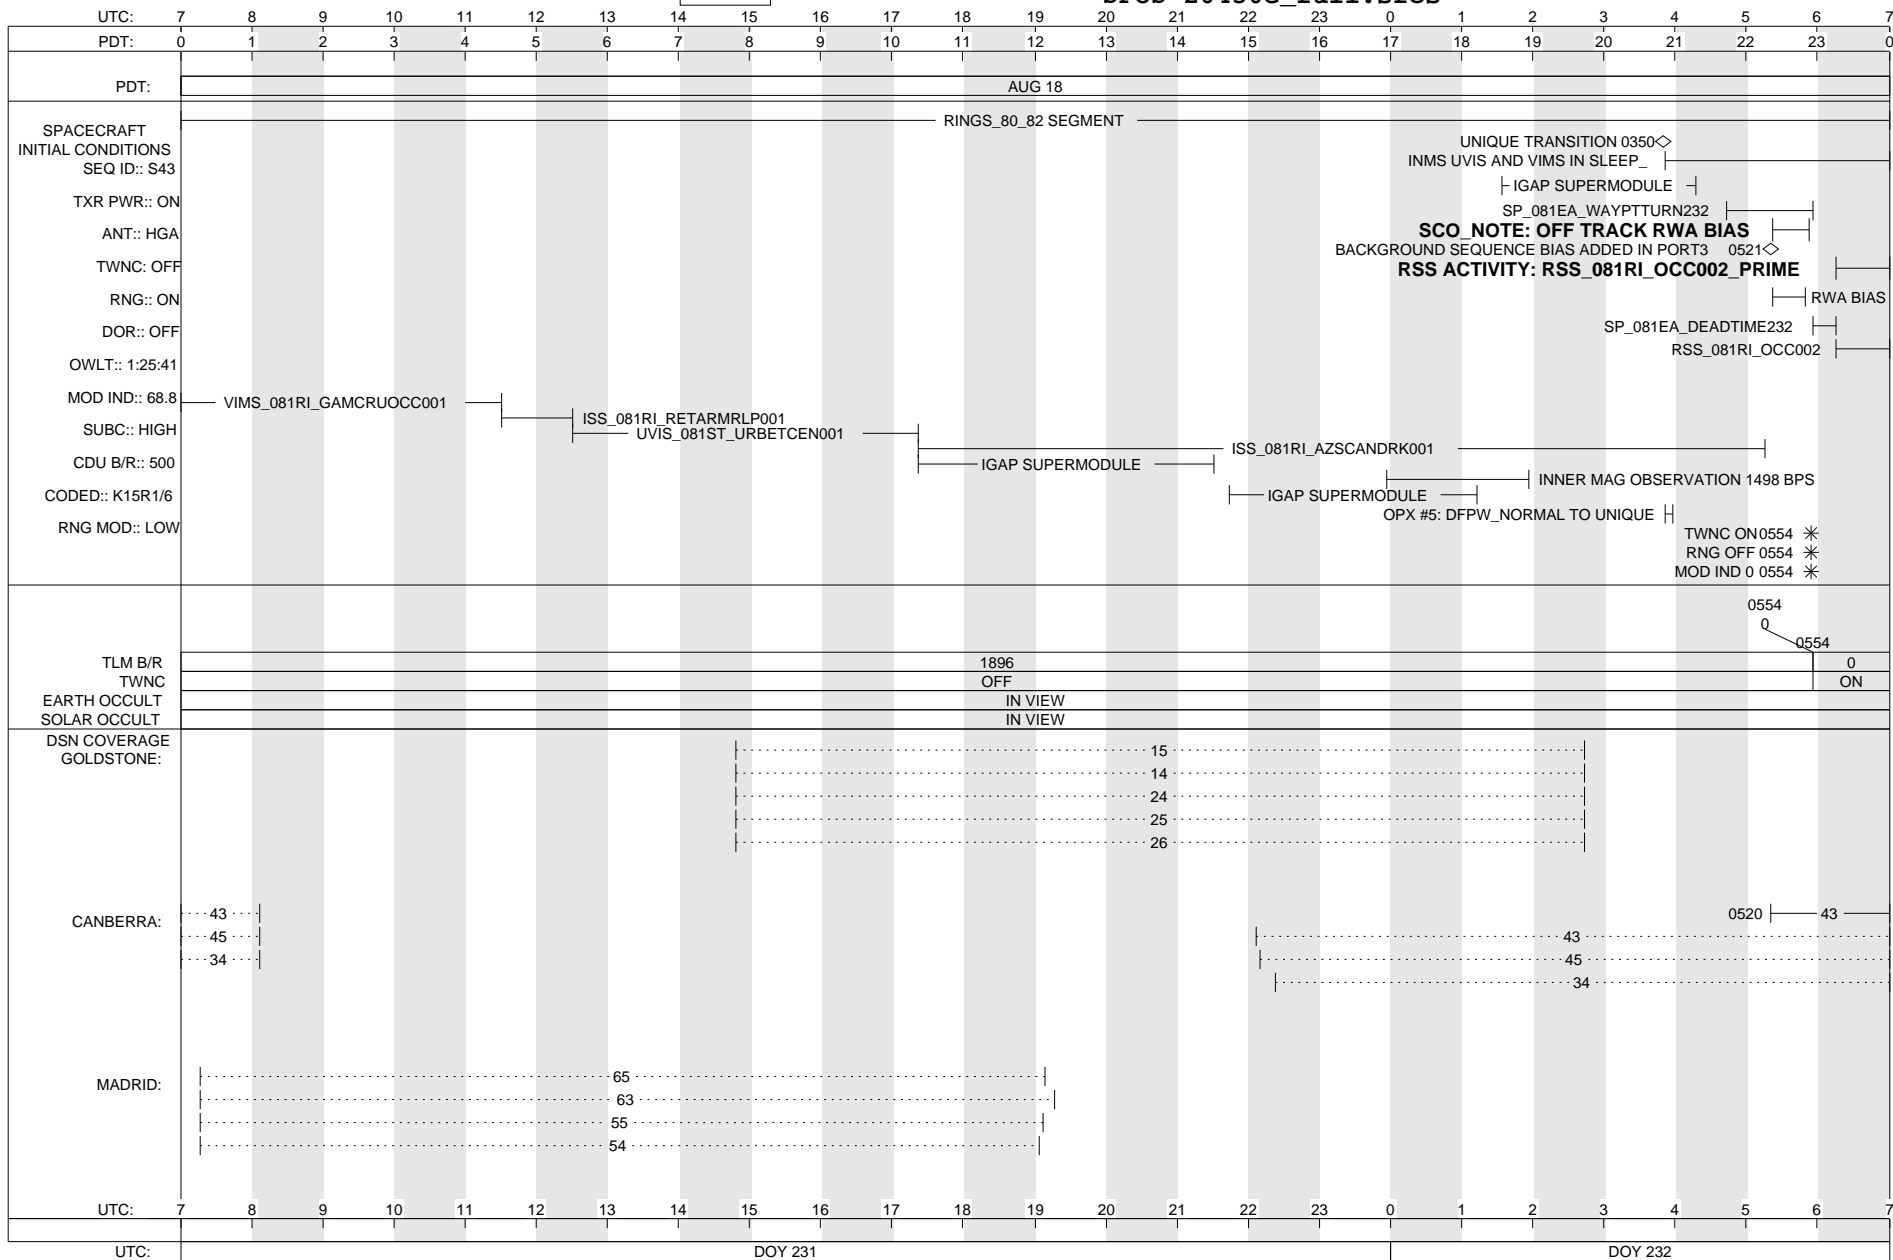 UTC: 7 8 9 10 11 12 13 14 15 16 17 18 19 20 21 22 23 0 1 2 3 4 5 6 7
PDT: 0 1 2 3 4 5 6 7 8 9 10 11 12 13 14 15 16 17 18 19 20 21 22 23 0
PDT: AUG 18
RINGS_80_82 SEGMENT
SPACECRAFT
INITIAL CONDITIONS
SEQ ID:: S43
TXR PWR:: ON
ANT:: HGA
TWNC: OFF
RNG:: ON
DOR:: OFF
OWLT:: 1:25:41
MOD IND:: 68.8
SUBC:: HIGH
CDU B/R:: 500
CODED:: K15R1/6
RNG MOD:: LOW
UNIQUE TRANSITION 0350
INMS UVIS AND VIMS IN SLEEP_
IGAP SUPERMODULE
SP_081EA_WAYPTTURN232
SCO_NOTE: OFF TRACK RWA BIAS
BACKGROUND SEQUENCE BIAS ADDED IN PORT3 0521
RSS ACTIVITY: RSS_081RI_OCC002_PRIME
RWA BIAS
SP_081EA_DEADTIME232
RSS_081RI_OCC002
VIMS_081RI_GAMCRUOCC001
ISS_081RI_RETARMRLP001
UVIS_081ST_URBETCEN001
ISS_081RI_AZSCANDRK001
IGAP SUPERMODULE
INNER MAG OBSERVATION 1498 BPS
IGAP SUPERMODULE
OPX #5: DFPW_NORMAL TO UNIQUE
TWNC ON0554
RNG OFF 0554
MOD IND 0 0554
0554
0
0554
TLM B/R 1896 0
TWNC OFF ON
EARTH OCCULT IN VIEW
SOLAR OCCULT IN VIEW
DSN COVERAGE
GOLDSTONE:
15
14
24
25
26
CANBERRA:
43 0520 43
45 43
34 45
34
MADRID:
65
63
55
54
UTC: 7 8 9 10 11 12 13 14 15 16 17 18 19 20 21 22 23 0 1 2 3 4 5 6 7
UTC: DOY 231 DOY 232